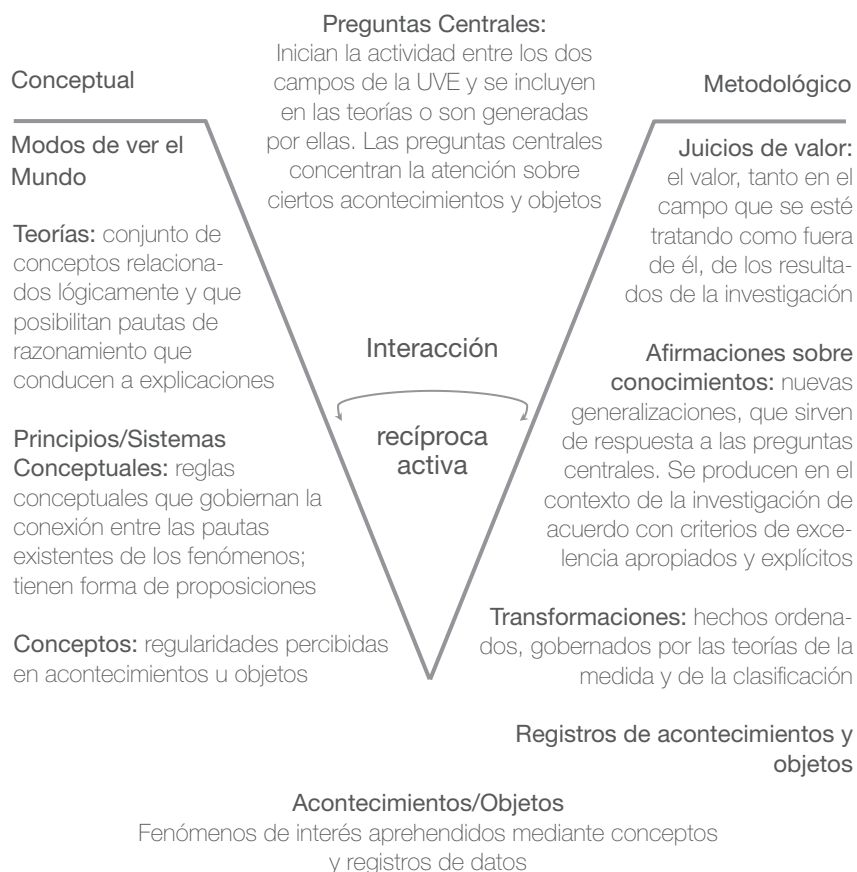 Preguntas Centrales:
Inician la actividad entre los dos
campos de la UVE y se incluyen
en las teorías o son generadas
por ellas. Las preguntas centrales
concentran la atención sobre
ciertos acontecimientos y objetos
Conceptual
Modos de ver el
Mundo
Teorías: conjunto de
conceptos relaciona-
dos lógicamente y que
posibilitan pautas de
razonamiento que
conducen a explicaciones
Principios/Sistemas
Conceptuales: reglas
conceptuales que gobiernan la
conexión entre las pautas
existentes de los fenómenos;
tienen forma de proposiciones
Conceptos: regularidades percibidas
en acontecimientos u objetos
Interacción
recíproca
activa
Metodológico
Juicios de valor:
el valor, tanto en el
campo que se esté
tratando como fuera
de él, de los resulta-
dos de la investigación
Afirmaciones sobre
conocimientos: nuevas
generalizaciones, que sirven
de respuesta a las preguntas
centrales. Se producen en el
contexto de la investigación de
acuerdo con criterios de exce-
lencia apropiados y explícitos
Transformaciones: hechos ordena-
dos, gobernados por las teorías de la
medida y de la clasificación
Registros de acontecimientos y
objetos
Acontecimientos/Objetos
Fenómenos de interés aprehendidos mediante conceptos
y registros de datos